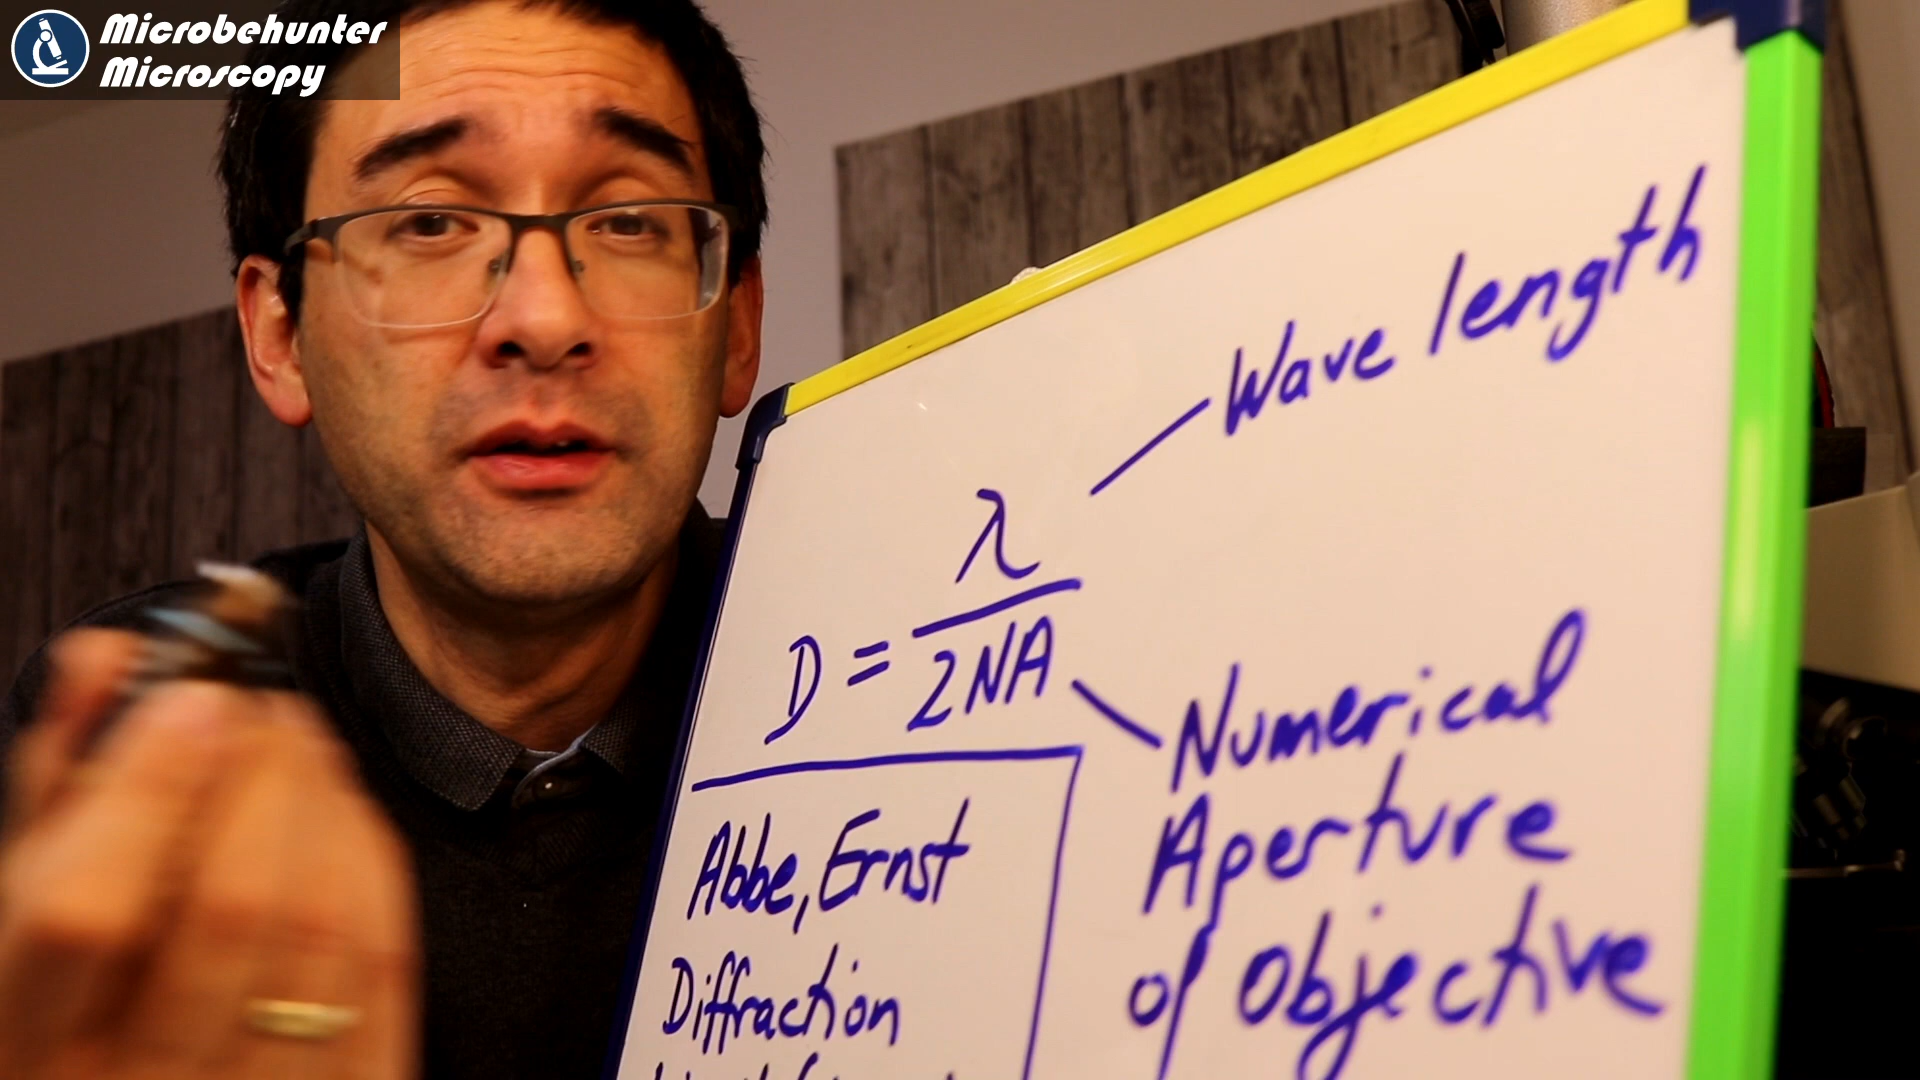 Microbehunter
Microscopy
Wave length
λ
D = 
2NA
Numerical
Aperture
of Objective
Abbe, Ernst
Diffraction